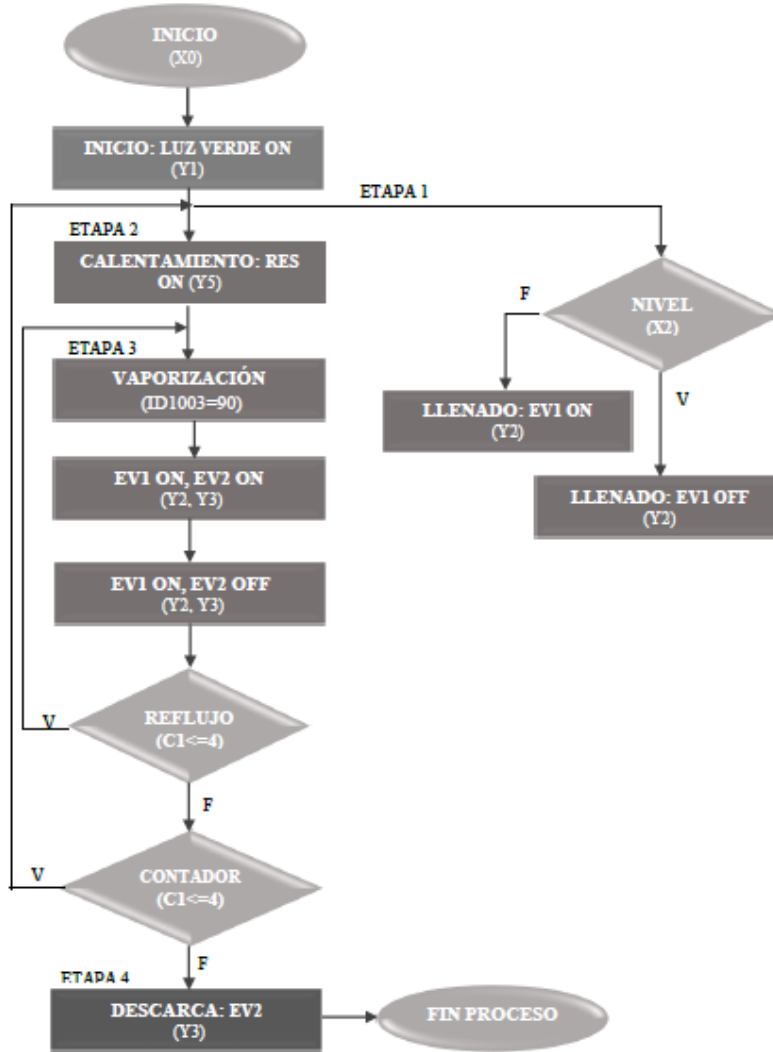 INICIO
(X0)
INICIO: LUZ VERDE ON
(Y1)
ETAPA 1
ETAPA 2
CALENTAMIENTO: RES
ON (Y5)
F
NIVEL
(X2)
ETAPA 3
VAPORIZACIÓN
(ID1003=90)
LLENADO: EV1 ON
(Y2)
V
EV1 ON, EV2 ON
(Y2, Y3)
LLENADO: EV1 OFF
(Y2)
EV1 ON, EV2 OFF
(Y2, Y3)
V
REFLUJO
(C1<=4)
F
V
CONTADOR
(C1<=4)
F
ETAPA 4
DESCARCA: EV2
(Y3)
FIN PROCESO